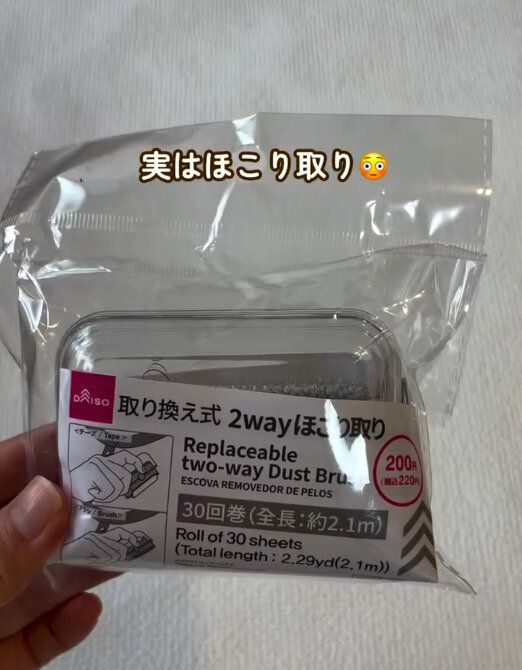 実はほこり取り😳
DAISO
取り換え式 2wayほこり取り
<テープ / Tape>
Replaceable
two-way Dust Brush
200円
(税込220円)
ESCOVA REMOVEDOR DE PELOS
<ブラシ / Brush>
30回巻(全長:約2.1m)
Roll of 30 sheets
(Total length : 2.29yd(2.1m))